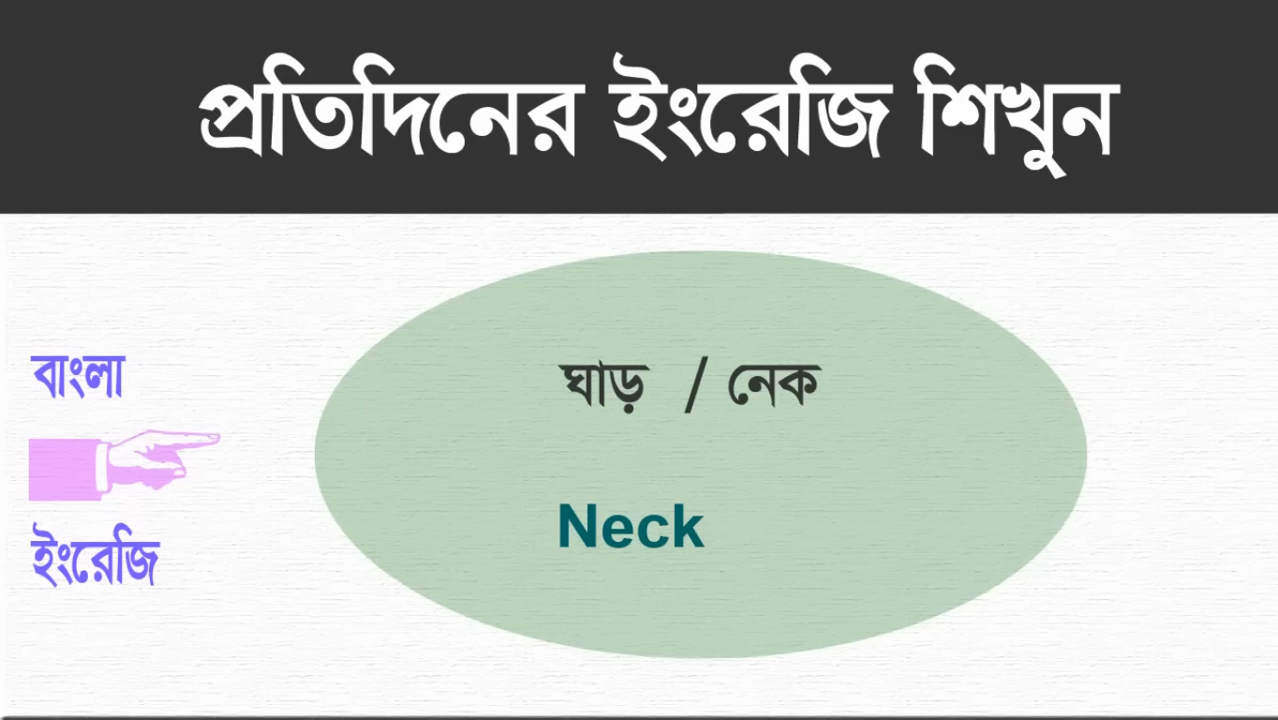 প্রতিদিনের ইংরেজি শিখুন
বাংলা
ঘাড় / নেক
Neck
ইংরেজি